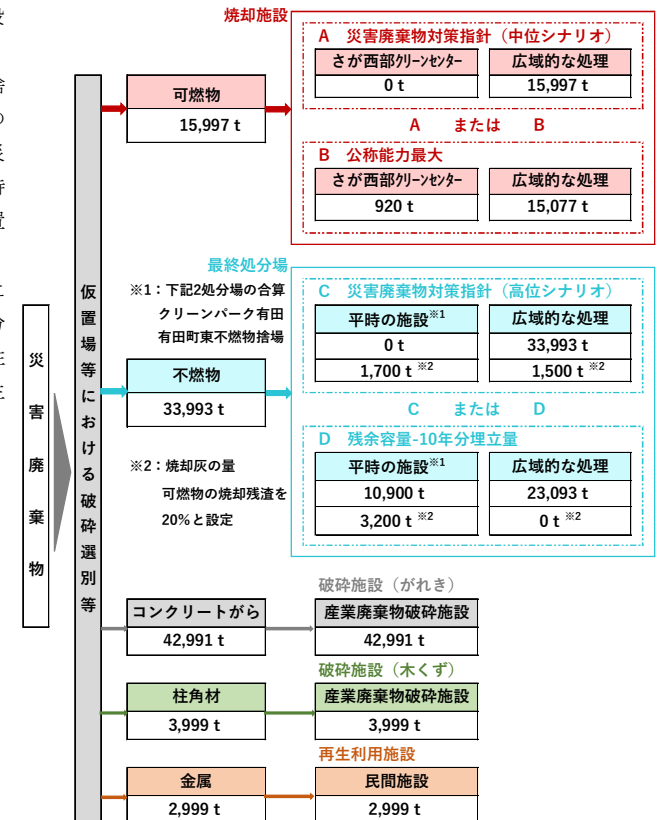 焼却施設
A 災害廃棄物対策指針（中位シナリオ）
さが西部クリーンセンター 広域的な処理
0 t 15,997 t
可燃物
15,997 t
A または B
B 公称能力最大
さが西部クリーンセンター 広域的な処理
920 t 15,077 t
災害廃棄物
仮置場等における破砕選別等
最終処分場
※1：下記2処分場の合算
クリーンパーク有田
有田町東不燃物捨場
C 災害廃棄物対策指針（高位シナリオ）
平時の施設※1 広域的な処理
0 t 33,993 t
1,700 t ※2 1,500 t ※2
不燃物
33,993 t
C または D
※2：焼却灰の量
可燃物の焼却残渣を
20%と設定
D 残余容量-10年分埋立量
平時の施設※1 広域的な処理
10,900 t 23,093 t
3,200 t ※2 0 t ※2
破砕施設（がれき）
コンクリートがら 産業廃棄物破砕施設
42,991 t 42,991 t
破砕施設（木くず）
柱角材 産業廃棄物破砕施設
3,999 t 3,999 t
再生利用施設
金属 民間施設
2,999 t 2,999 t